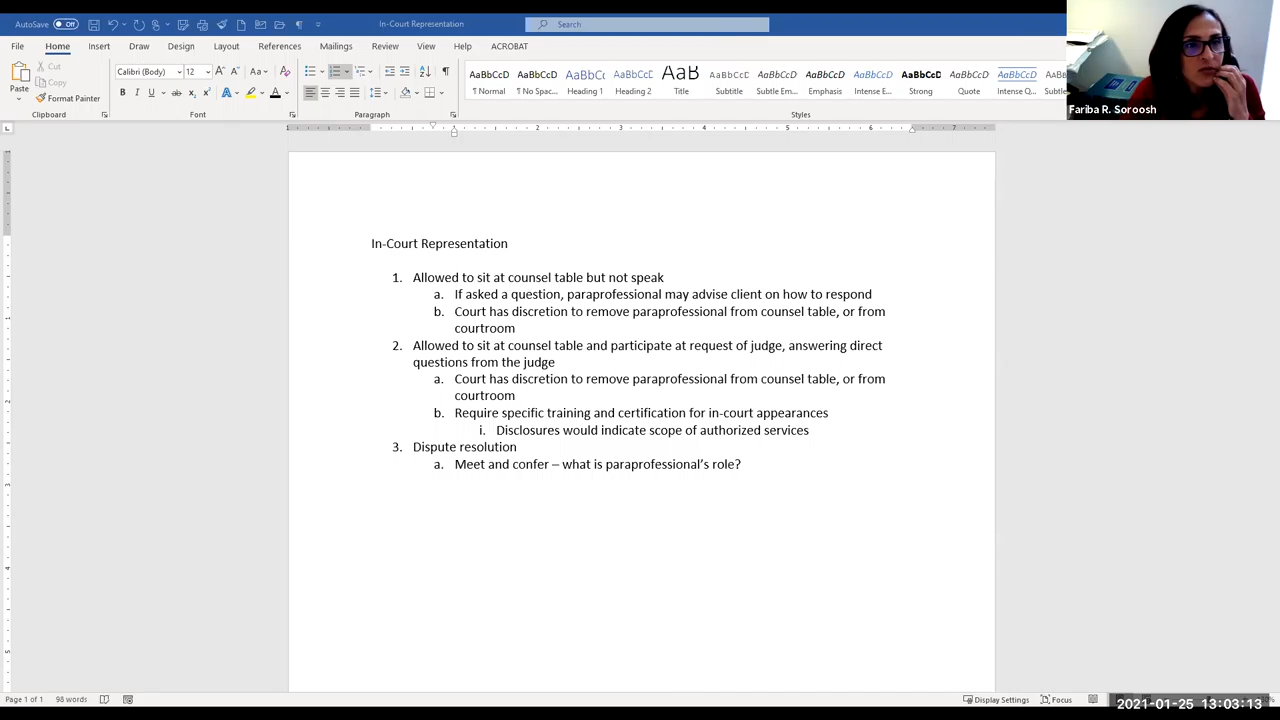 AutoSave Off In-Court Representation Search
File Home Insert Draw Design Layout References Mailings Review View Help ACROBAT
Paste Cut Copy Format Painter
Calibri (Body) 12
AaBbCcD AaBbCcD AaBbCc AaBbCcD AaB AaBbCcD AaBbCcD AaBbCcD AaBbCcD AaBbCcD AaBbCcD AaBbCcD
¶ Normal ¶ No Spac... Heading 1 Heading 2 Title Subtitle Subtle Em... Emphasis Intense E... Strong Quote Intense Q...
Clipboard Font Paragraph Styles
Fariba R. Soroosh
In-Court Representation
1. Allowed to sit at counsel table but not speak
a. If asked a question, paraprofessional may advise client on how to respond
b. Court has discretion to remove paraprofessional from counsel table, or from
courtroom
2. Allowed to sit at counsel table and participate at request of judge, answering direct
questions from the judge
a. Court has discretion to remove paraprofessional from counsel table, or from
courtroom
b. Require specific training and certification for in-court appearances
i. Disclosures would indicate scope of authorized services
3. Dispute resolution
a. Meet and confer – what is paraprofessional's role?
Page 1 of 1 98 words Display Settings Focus
2021-01-25 13:03:13